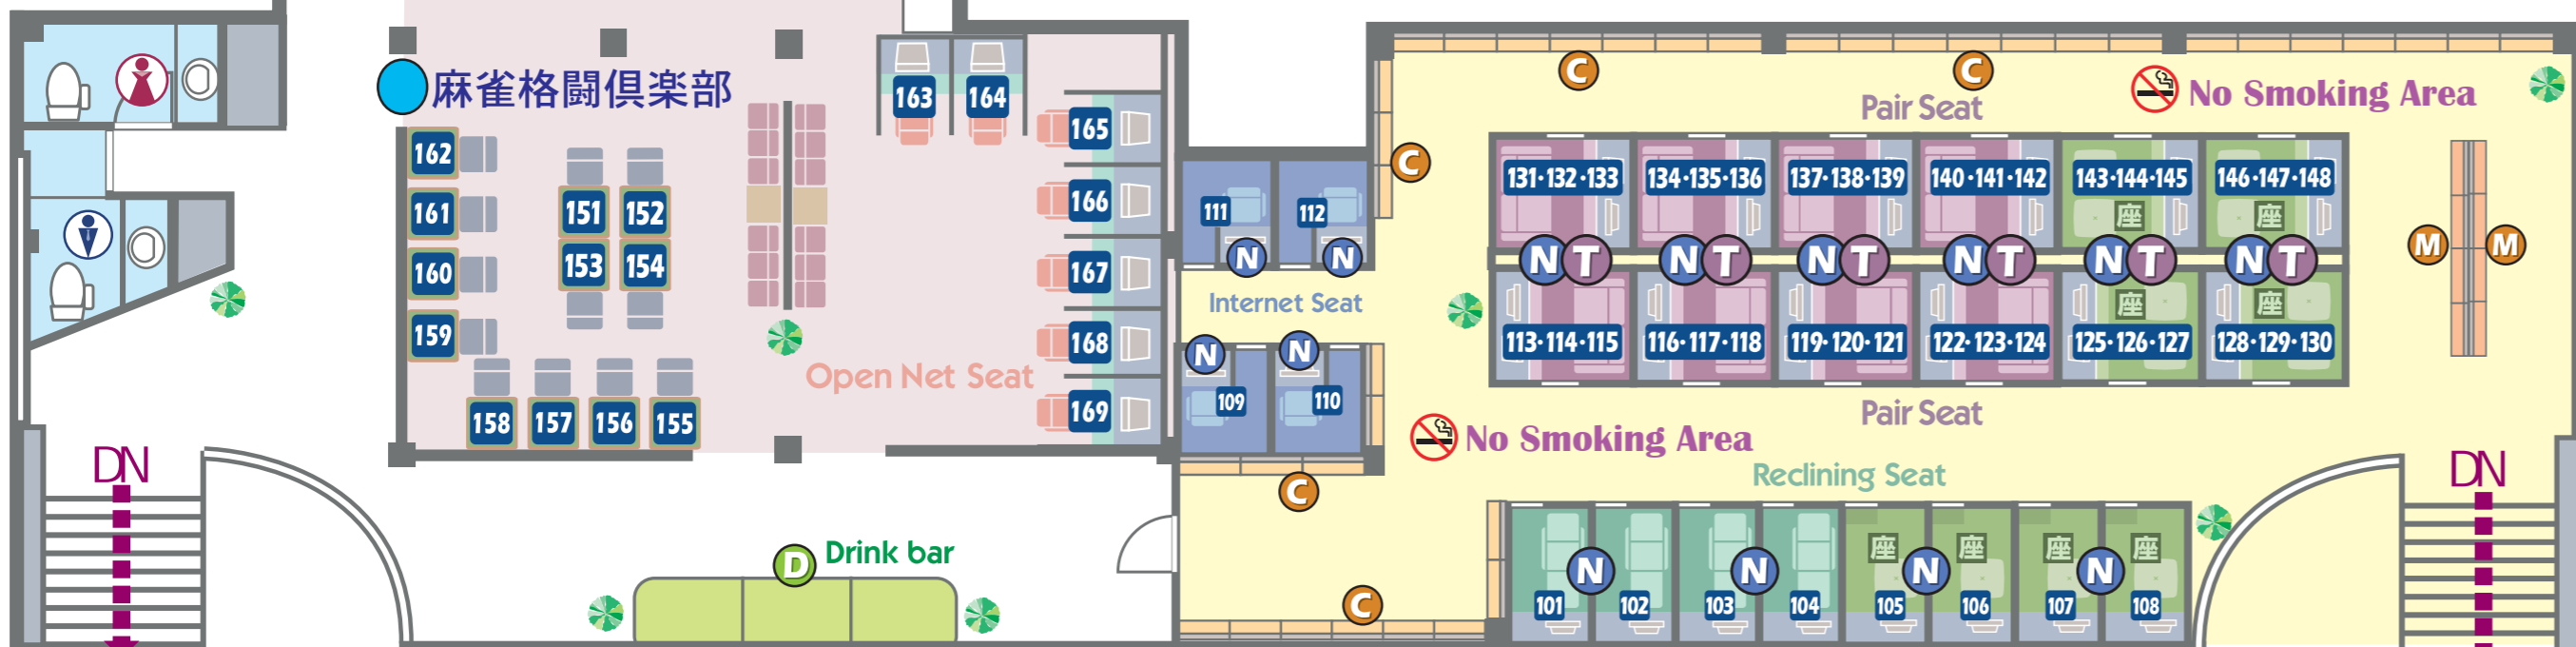 麻雀格闘倶楽部
163
164
162
161
160
159
151
152
153
154
158
157
156
155
Open Net Seat
165
166
167
168
169
DN
D
Drink bar
111
112
N
N
Internet Seat
N
N
109
110
C
C
C
C
C
Pair Seat
No Smoking Area
131・132・133
134・135・136
137・138・139
140・141・142
143・144・145
146・147・148
座
座
N T
N T
N T
N T
N T
N T
座
座
113・114・115
116・117・118
119・120・121
122・123・124
125・126・127
128・129・130
M
M
Pair Seat
No Smoking Area
Reclining Seat
座
座
座
座
N
N
N
N
101
102
103
104
105
106
107
108
DN